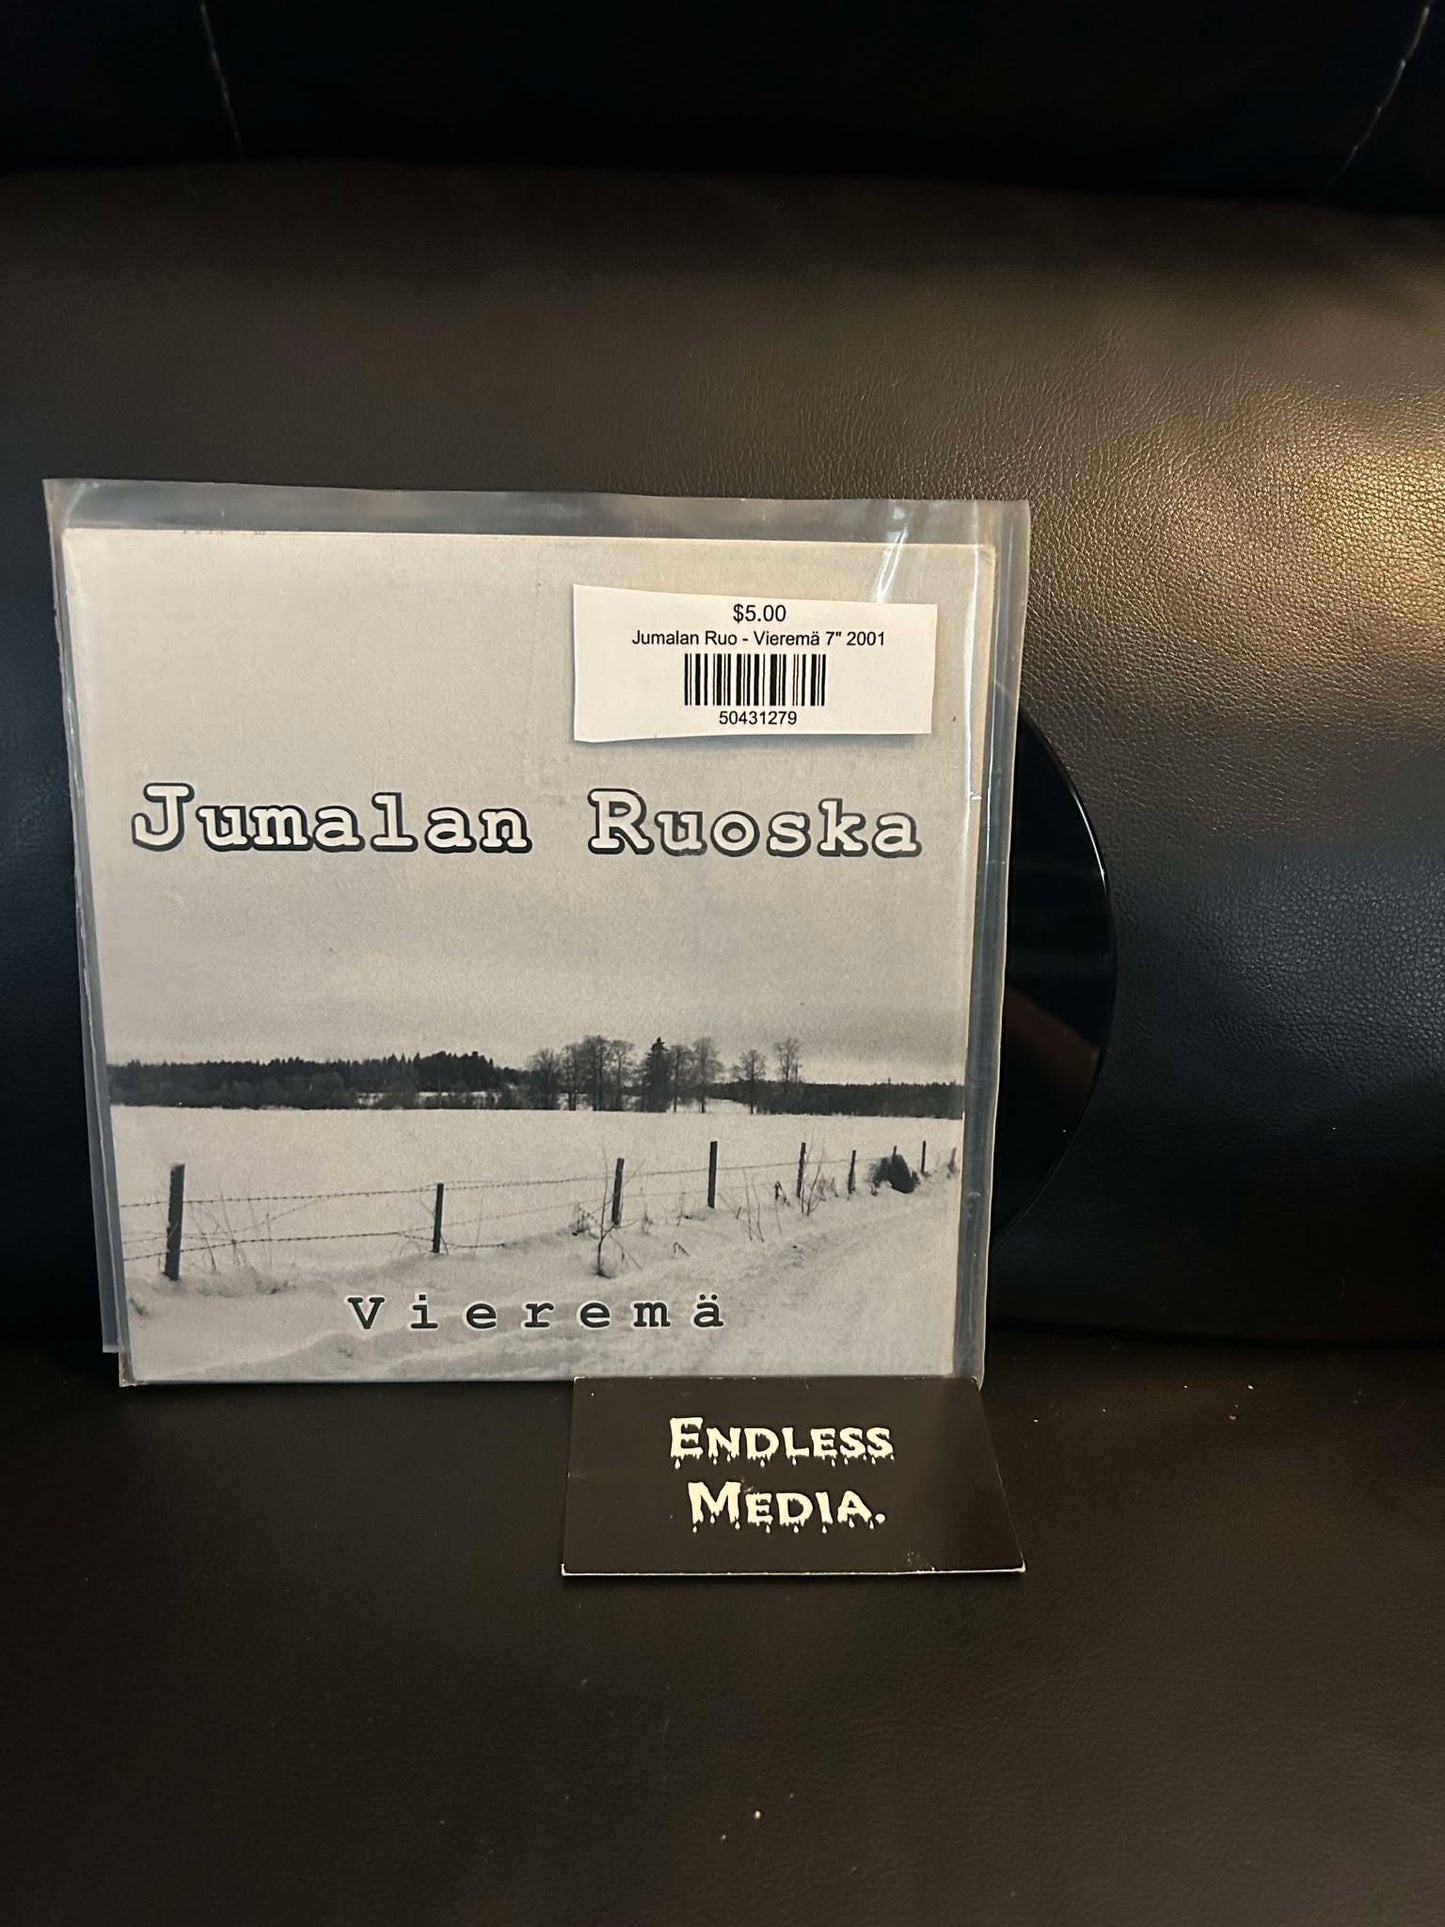 $5.00
Jumalan Ruo - Vieremä 7" 2001
50431279
Jumalan Ruoska
Vieremä
ENDLESS
MEDIA.